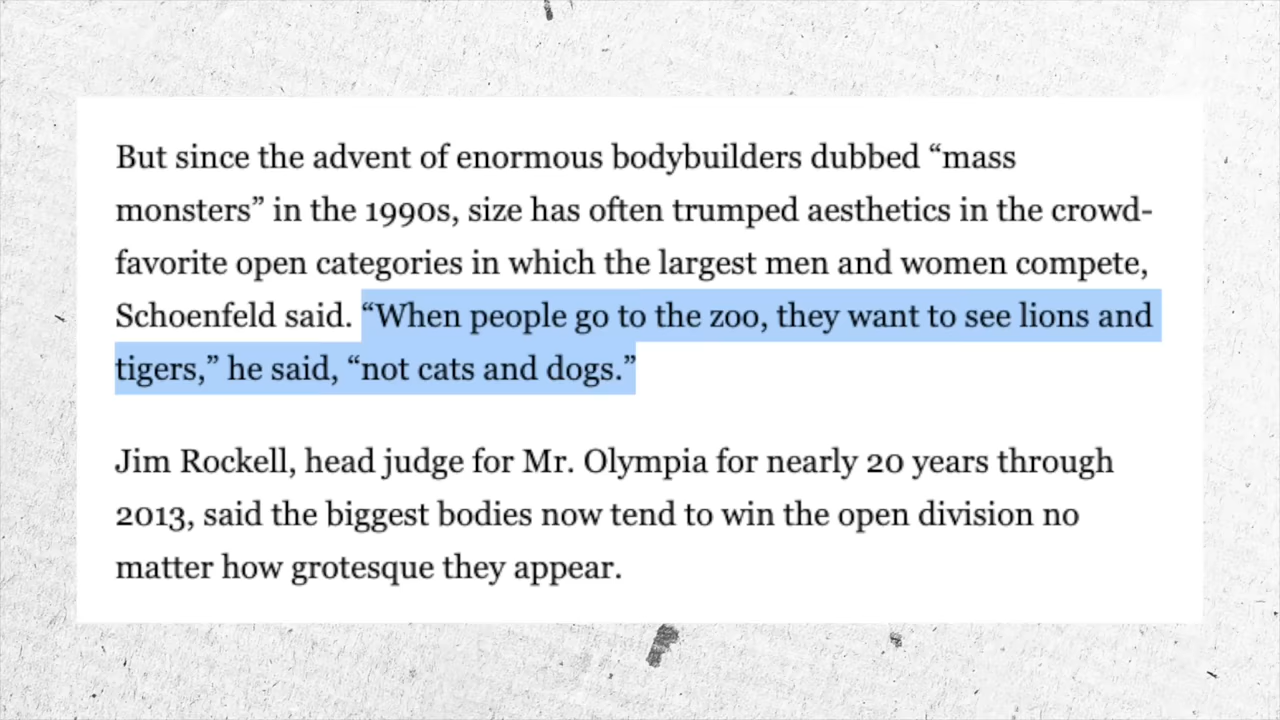 But since the advent of enormous bodybuilders dubbed “mass
monsters” in the 1990s, size has often trumped aesthetics in the crowd-
favorite open categories in which the largest men and women compete,
Schoenfeld said. “When people go to the zoo, they want to see lions and
tigers,” he said, “not cats and dogs.”
Jim Rockell, head judge for Mr. Olympia for nearly 20 years through
2013, said the biggest bodies now tend to win the open division no
matter how grotesque they appear.